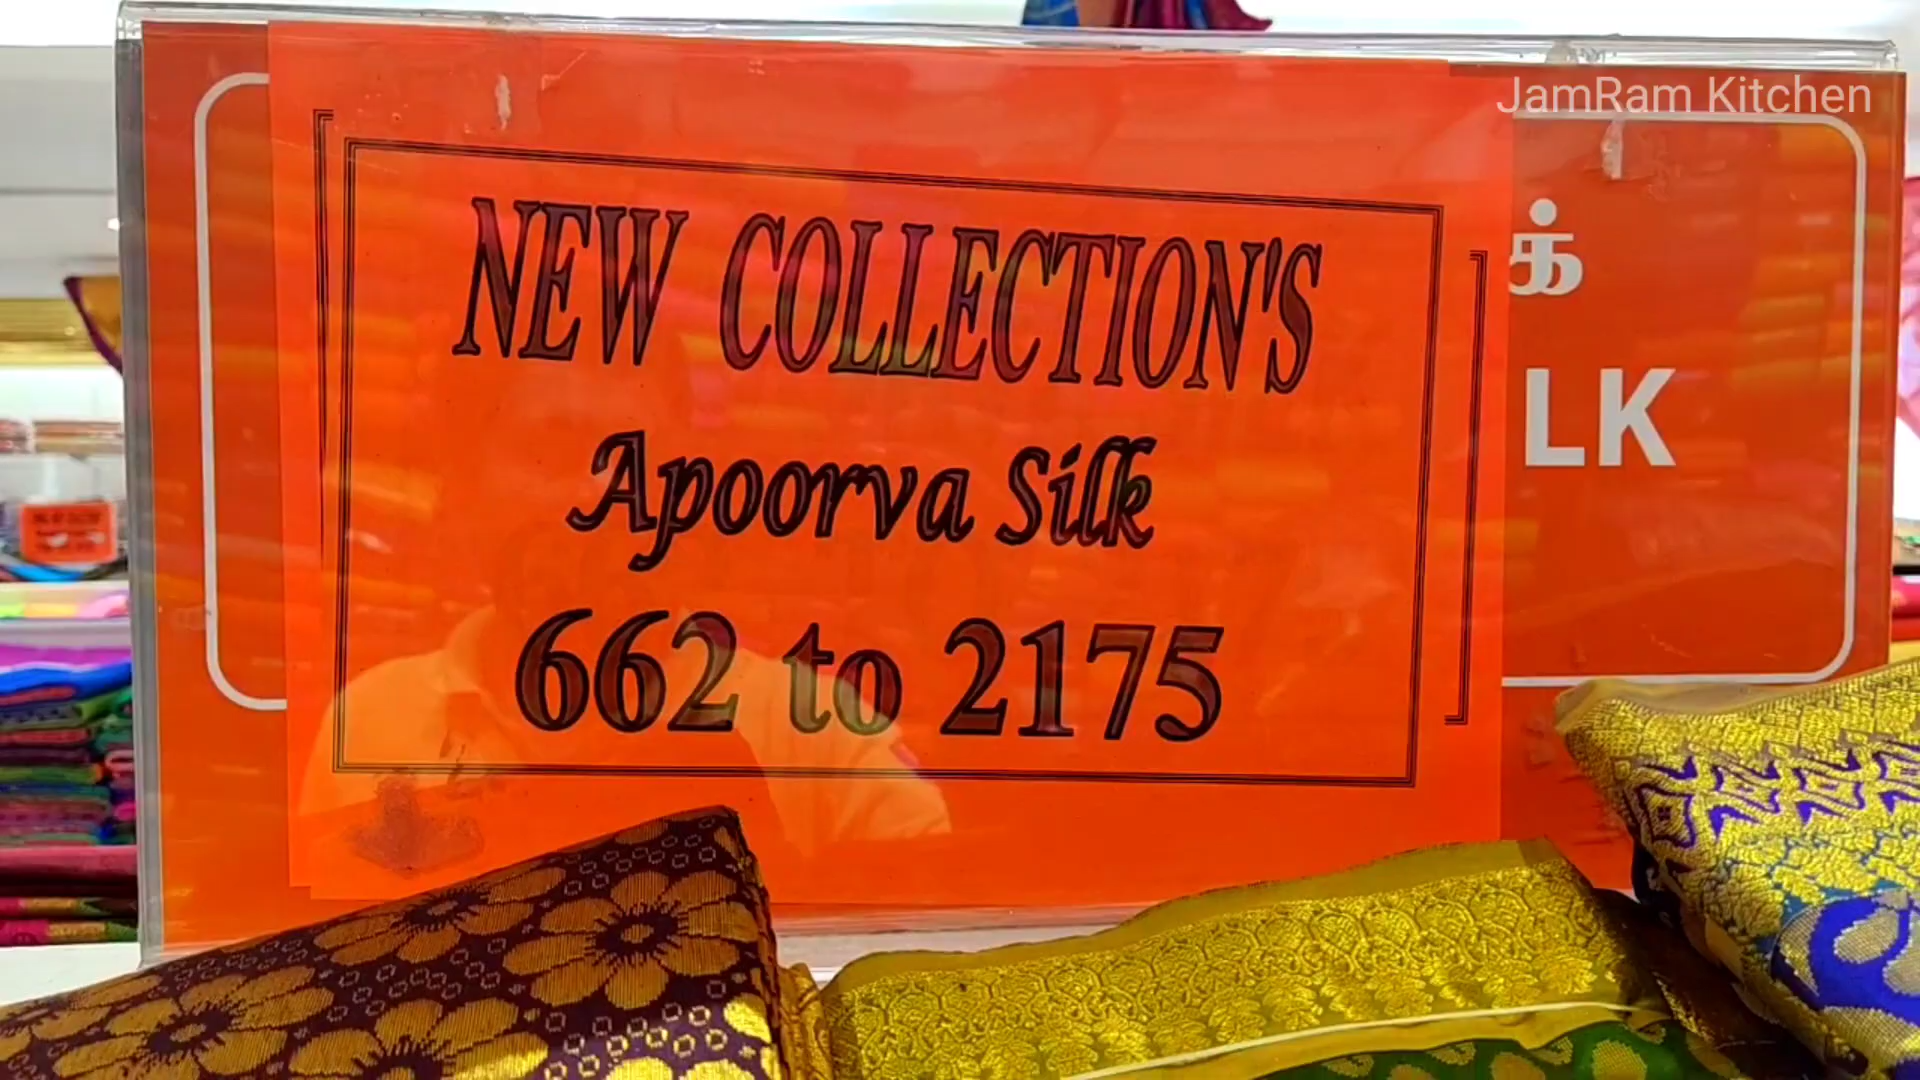 JamRam Kitchen
NEW COLLECTION'S
Apoorva Silk
662 to 2175
க்
LK